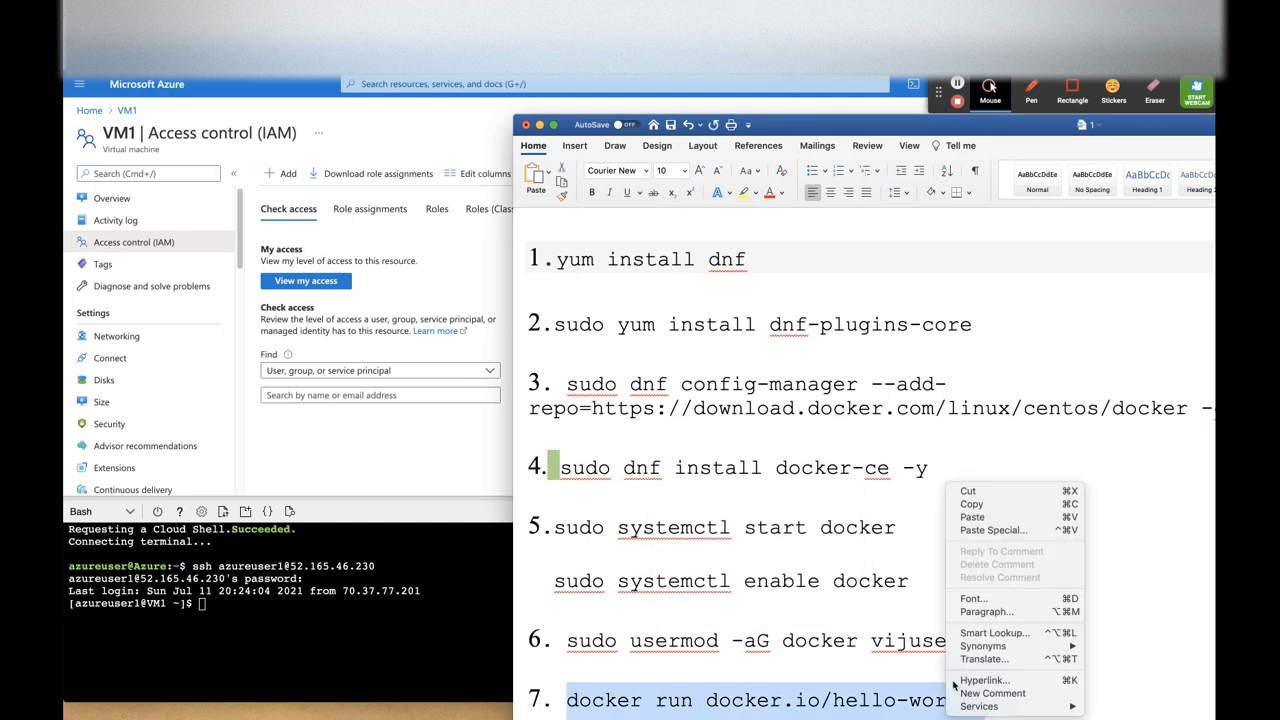 Microsoft Azure
Search resources, services, and docs (G+/)
Mouse
Pen
Rectangle
Stickers
Eraser
START
WEBCAM
Home > VM1
VM1 | Access control (IAM)
...
Virtual machine
Search (Cmd+/)
«
Add
Download role assignments
Edit columns
Overview
Activity log
Access control (IAM)
Tags
Diagnose and solve problems
Settings
Networking
Connect
Disks
Size
Security
Advisor recommendations
Extensions
Continuous delivery
Check access
Role assignments
Roles
Roles (Clas
My access
View my level of access to this resource.
View my access
Check access
Review the level of access a user, group, service principal, or
managed identity has to this resource. Learn more
Find
User, group, or service principal
Search by name or email address
AutoSave OFF
1
Home
Insert
Draw
Design
Layout
References
Mailings
Review
View
Tell me
Paste
Courier New
10
AaBbCcDdEe
Normal
AaBbCcDdEe
No Spacing
AaBbCcDc
Heading 1
AaBbCcDd
Heading 2
1.yum install dnf
2.sudo yum install dnf-plugins-core
3. sudo dnf config-manager --add-
repo=https://download.docker.com/linux/centos/docker -
4. sudo dnf install docker-ce -y
5.sudo systemctl start docker
sudo systemctl enable docker
6. sudo usermod -aG docker vijuse
7. docker run docker.io/hello-wor
Cut ⌘X
Copy ⌘C
Paste ⌘V
Paste Special... ^⌘V
Reply To Comment
Delete Comment
Resolve Comment
Font... ⌘D
Paragraph... ⌥⌘M
Smart Lookup... ^⌥⌘L
Synonyms
Translate... ^⌥⌘T
Hyperlink... ⌘K
New Comment
Services
Bash
Requesting a Cloud Shell.Succeeded.
Connecting terminal...
azureuser@Azure:~$ ssh azureuser1@52.165.46.230
azureuser1@52.165.46.230's password:
Last login: Sun Jul 11 20:24:04 2021 from 70.37.77.201
[azureuser1@VM1 ~]$